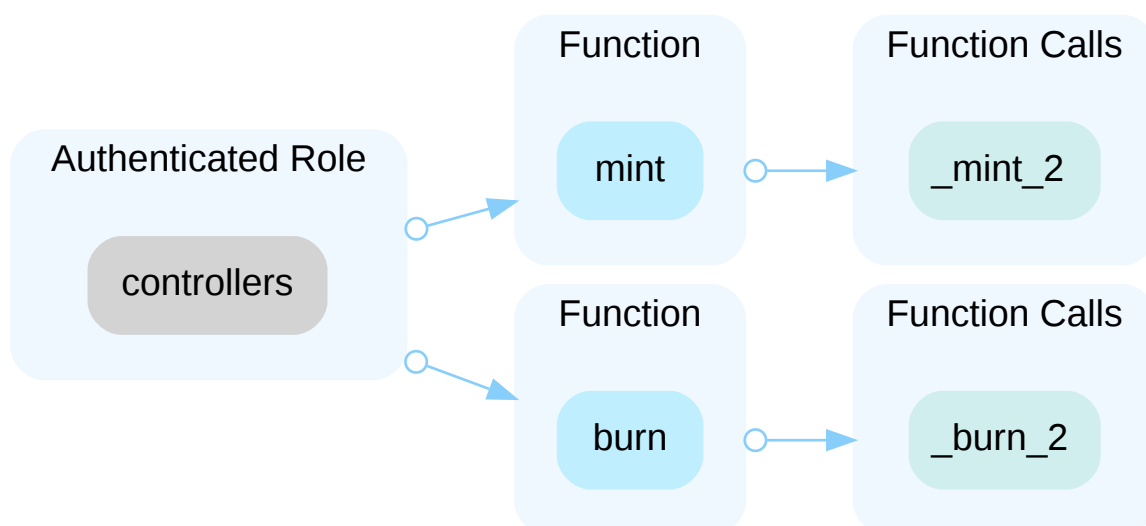 Authenticated Role
controllers
Function
mint
Function Calls
_mint_2
Function
burn
Function Calls
_burn_2